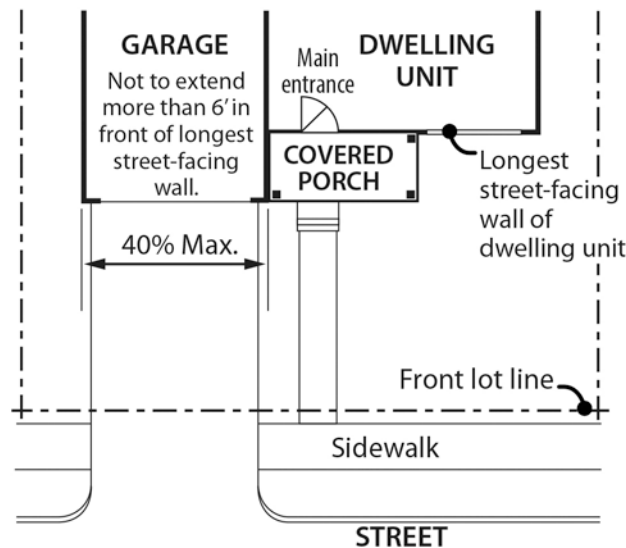 GARAGE
Not to extend
more than 6' in
front of longest
street-facing
wall.
Main
entrance
DWELLING
UNIT
COVERED
PORCH
Longest
street-facing
wall of
dwelling unit
40% Max.
Front lot line
Sidewalk
STREET